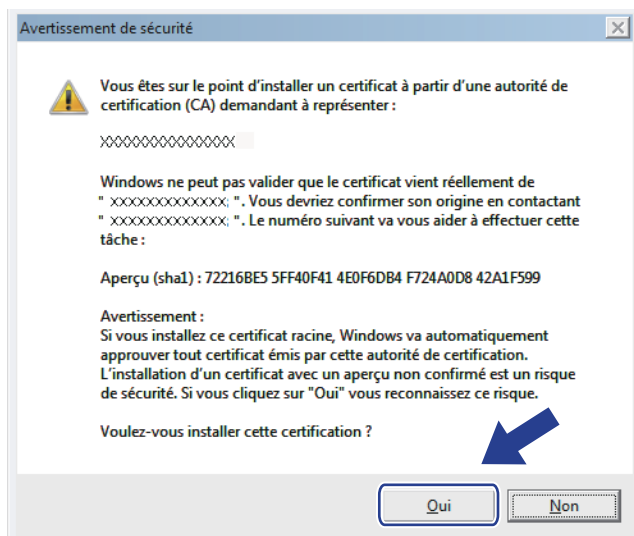 Avertissement de sécurité
Vous êtes sur le point d'installer un certificat à partir d'une autorité de
certification (CA) demandant à représenter :
XXXXXXXXXXXXXXXX
Windows ne peut pas valider que le certificat vient réellement de
" XXXXXXXXXXXXX; ". Vous devriez confirmer son origine en contactant
" XXXXXXXXXXXXX; ". Le numéro suivant va vous aider à effectuer cette
tâche :
Aperçu (sha1) : 72216BE5 5FF40F41 4E0F6DB4 F724A0D8 42A1F599
Avertissement :
Si vous installez ce certificat racine, Windows va automatiquement
approuver tout certificat émis par cette autorité de certification.
L'installation d'un certificat avec un aperçu non confirmé est un risque
de sécurité. Si vous cliquez sur "Oui" vous reconnaissez ce risque.
Voulez-vous installer cette certification ?
Oui Non